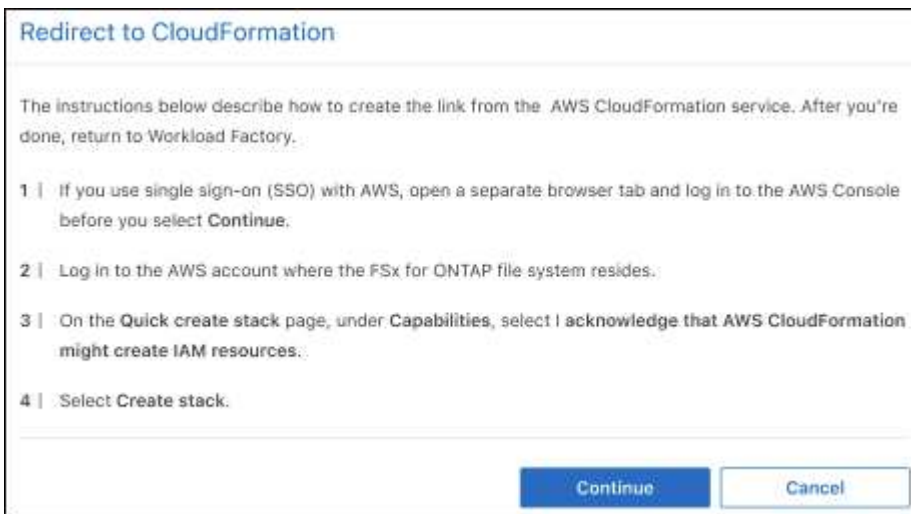 Redirect to CloudFormation
The instructions below describe how to create the link from the AWS CloudFormation service. After you're
done, return to Workload Factory.
1 | If you use single sign-on (SSO) with AWS, open a separate browser tab and log in to the AWS Console
before you select Continue.
2 | Log in to the AWS account where the FSx for ONTAP file system resides.
3 | On the Quick create stack page, under Capabilities, select I acknowledge that AWS CloudFormation
might create IAM resources.
4 | Select Create stack.
Continue Cancel